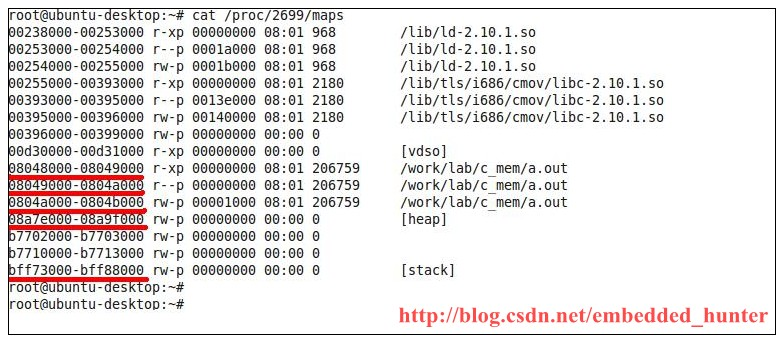 root@ubuntu-desktop:~# cat /proc/2699/maps
00238000-00253000 r-xp 00000000 08:01 968 /lib/ld-2.10.1.so
00253000-00254000 r--p 0001a000 08:01 968 /lib/ld-2.10.1.so
00254000-00255000 rw-p 0001b000 08:01 968 /lib/ld-2.10.1.so
00255000-00393000 r-xp 00000000 08:01 2180 /lib/tls/i686/cmov/libc-2.10.1.so
00393000-00395000 r--p 0013e000 08:01 2180 /lib/tls/i686/cmov/libc-2.10.1.so
00395000-00396000 rw-p 00140000 08:01 2180 /lib/tls/i686/cmov/libc-2.10.1.so
00396000-00399000 rw-p 00000000 00:00 0
00d30000-00d31000 r-xp 00000000 00:00 0 [vdso]
08048000-08049000 r-xp 00000000 08:01 206759 /work/lab/c_mem/a.out
08049000-0804a000 r--p 00000000 08:01 206759 /work/lab/c_mem/a.out
0804a000-0804b000 rw-p 00001000 08:01 206759 /work/lab/c_mem/a.out
08a7e000-08a9f000 rw-p 00000000 00:00 0 [heap]
b7702000-b7703000 rw-p 00000000 00:00 0
b7710000-b7713000 rw-p 00000000 00:00 0
bff73000-bff88000 rw-p 00000000 00:00 0 [stack]
root@ubuntu-desktop:~#
root@ubuntu-desktop:~#
http://blog.csdn.net/embedded_hunter